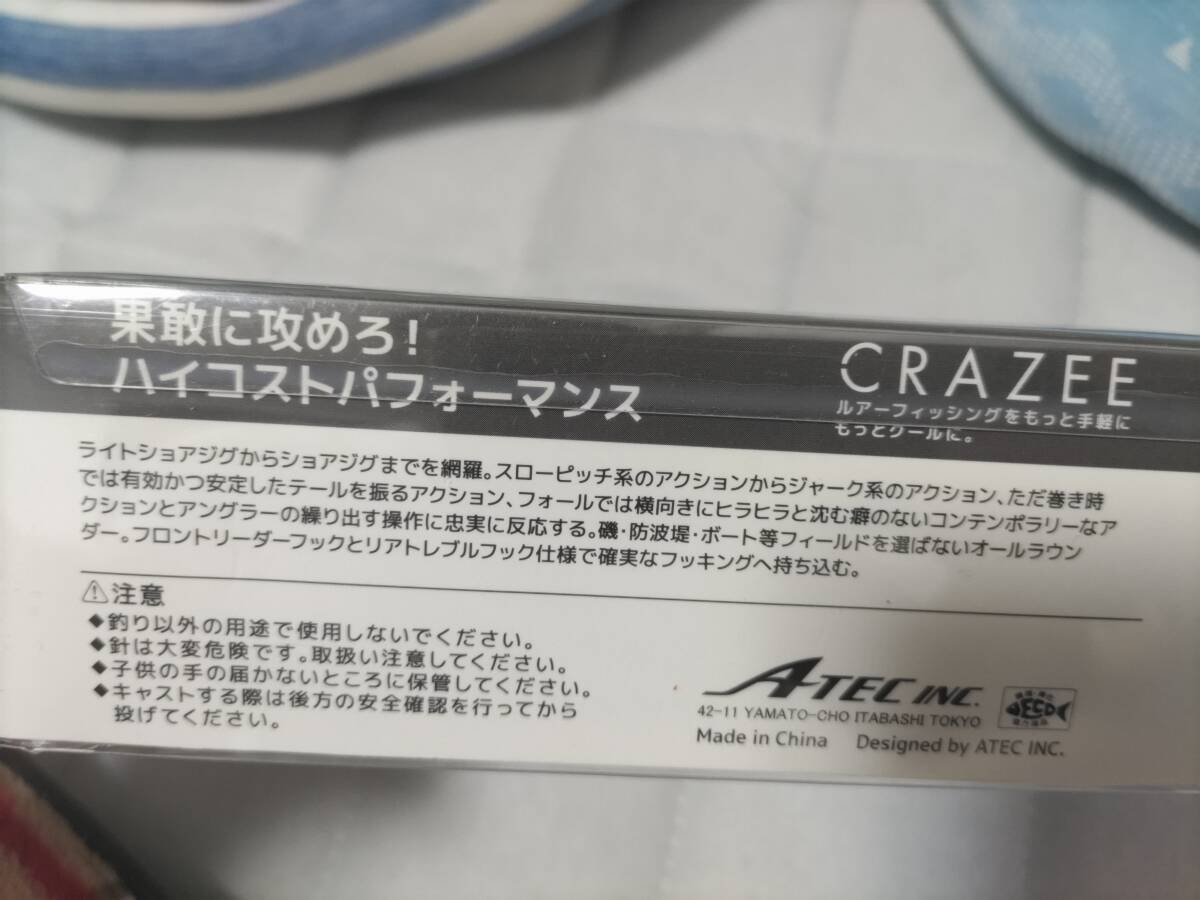 果敢に攻めろ!
ハイコストパフォーマンス
CRAZEE
ルアーフィッシングをもっと手軽に
もっとクールに。
ライトショアジグからショアジグまでを網羅。スローピッチ系のアクションからジャーク系のアクション、ただ巻き時
では有効かつ安定したテールを振るアクション、フォールでは横向きにヒラヒラと沈む癖のないコンテンポラリーなア
クションとアングラーの繰り出す操作に忠実に反応する。磯・防波堤・ボート等フィールドを選ばないオールラウン
ダー。フロントリーダーフックとリアトレブルフック仕様で確実なフッキングへ持ち込む。
⚠注意
◆釣り以外の用途で使用しないでください。
◆針は大変危険です。取扱い注意してください。
◆子供の手の届かないところに保管してください。
◆キャストする際は後方の安全確認を行ってから
投げてください。
ATEC INC.
42-11 YAMATO-CHO ITABASHI TOKYO
Made in China Designed by ATEC INC.
ECO